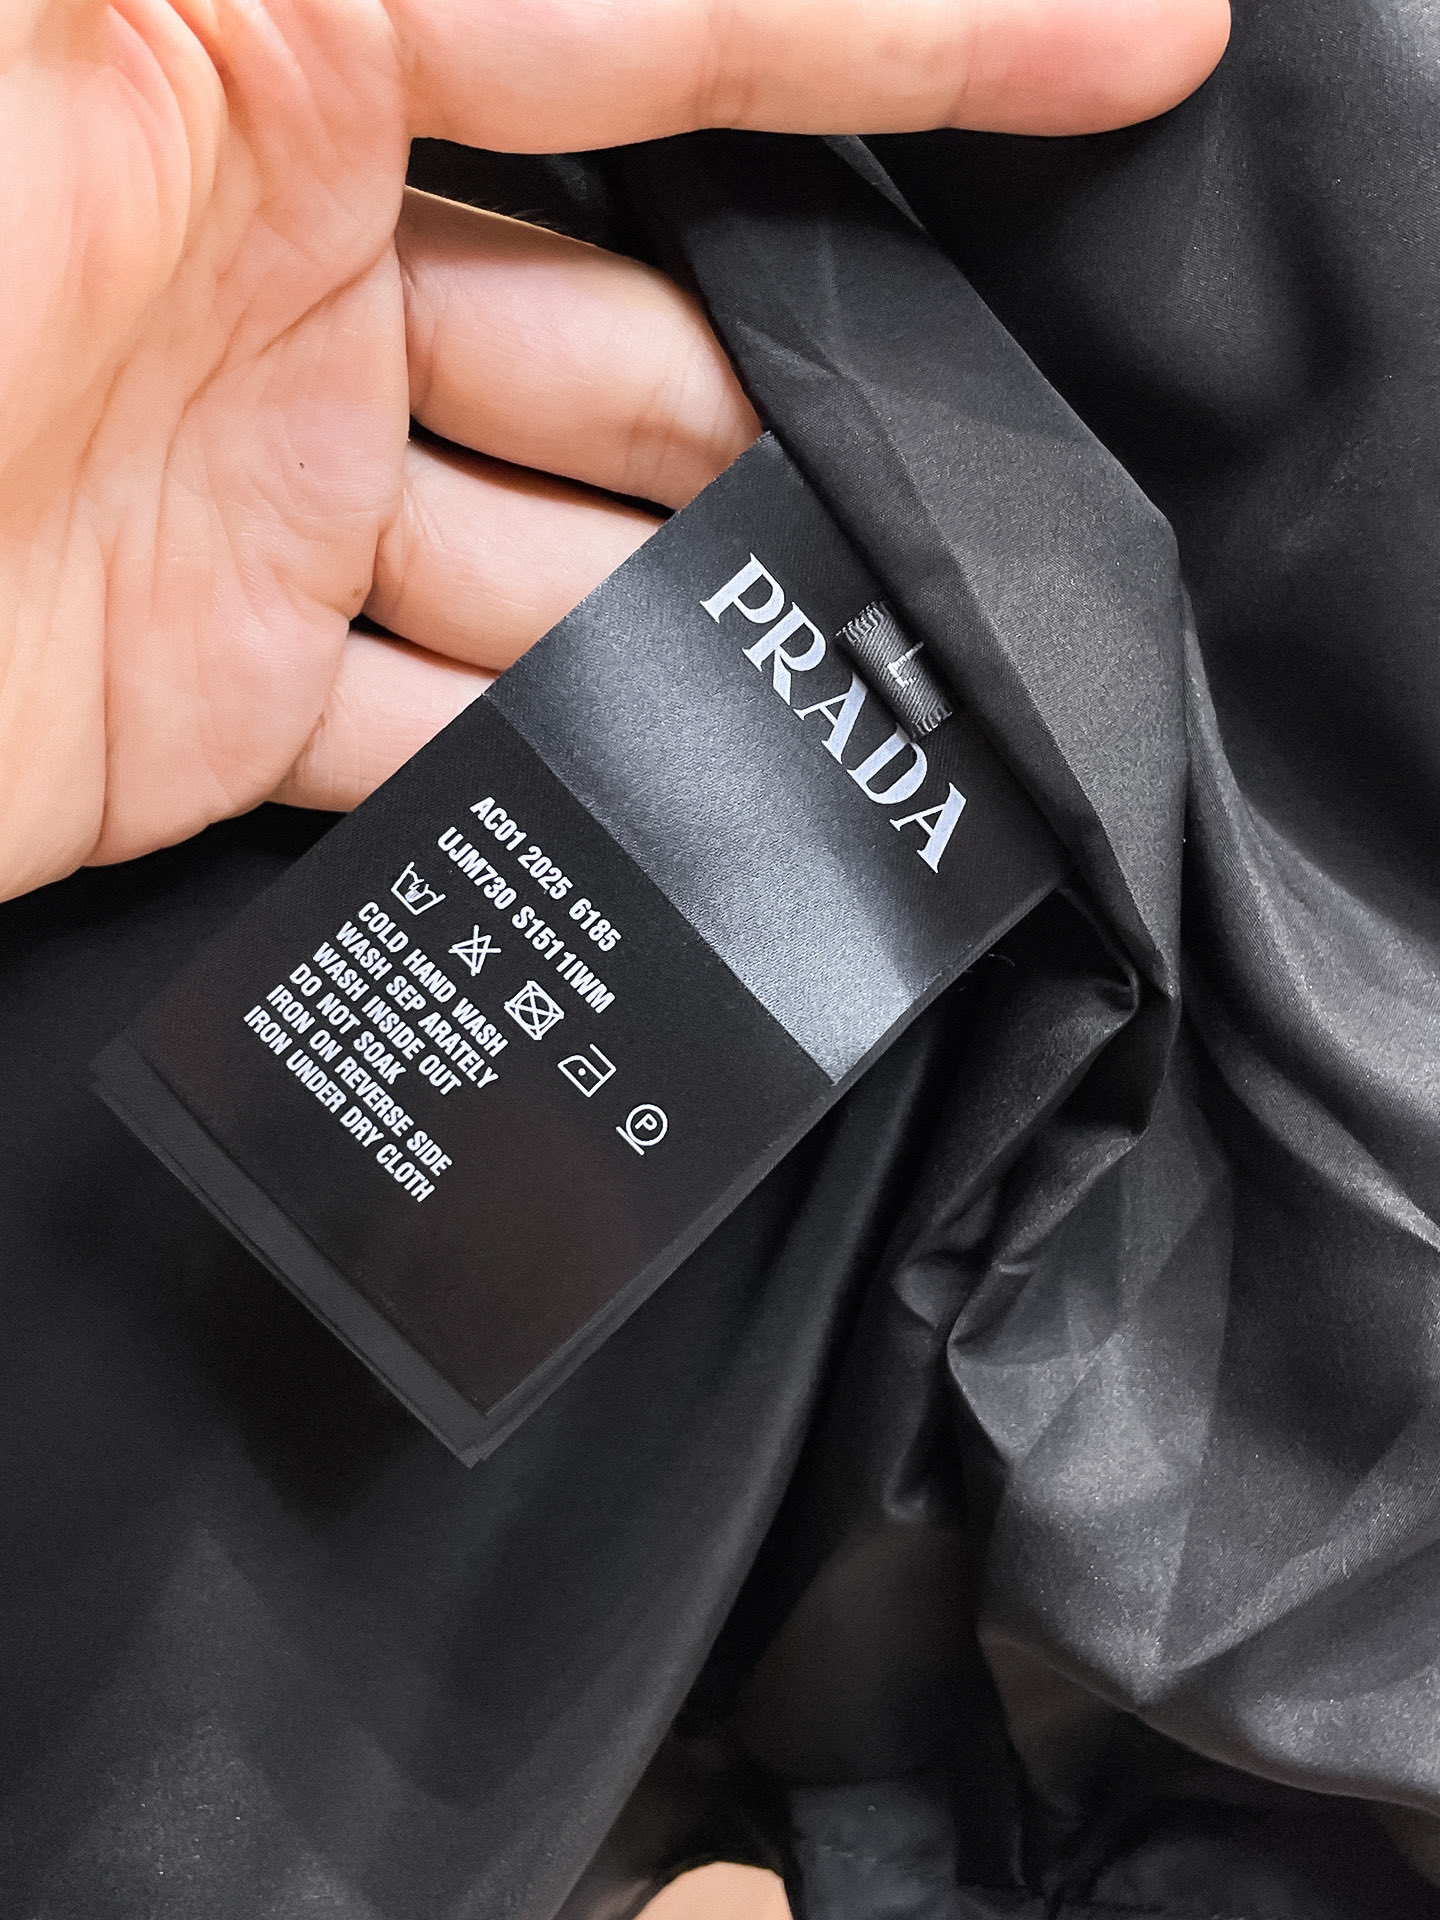 PRADA
L
AC01 2025 6185
UJM730 S151 1IWM
P
COLD HAND WASH
WASH SEP ARATELY
WASH INSIDE OUT
DO NOT SOAK
IRON ON REVERSE SIDE
IRON UNDER DRY CLOTH